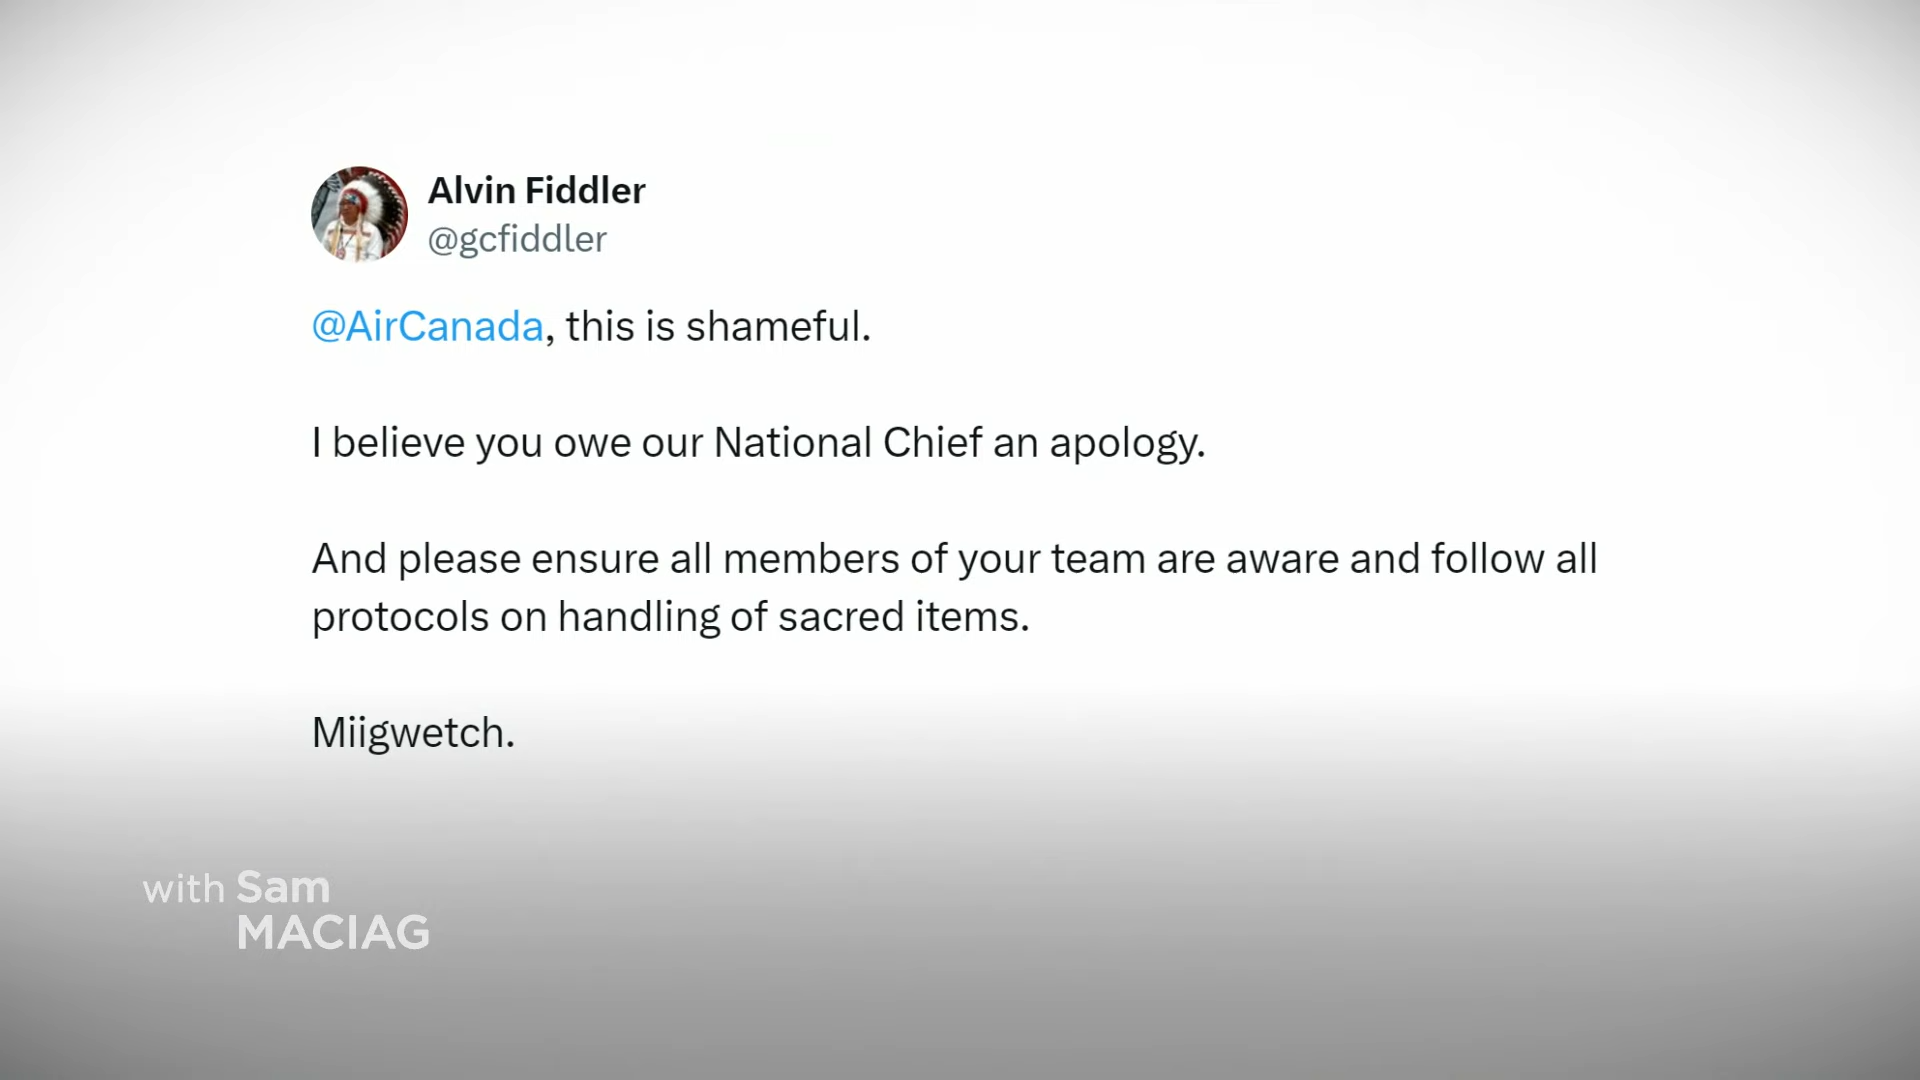 Alvin Fiddler
@gcfiddler
@AirCanada, this is shameful.
I believe you owe our National Chief an apology.
And please ensure all members of your team are aware and follow all
protocols on handling of sacred items.
Miigwetch.
with Sam
MACIAG